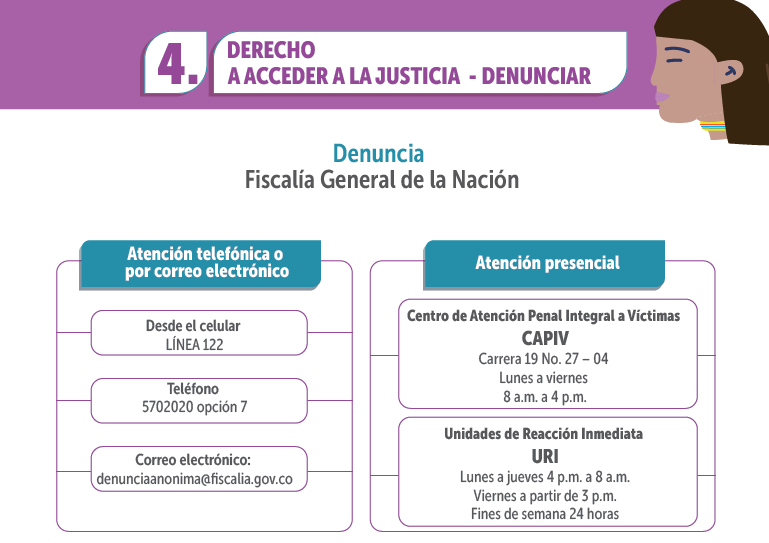 4.
DERECHO
A ACCEDER A LA JUSTICIA - DENUNCIAR
Denuncia
Fiscalía General de la Nación
Atención telefónica o
por correo electrónico
Desde el celular
LÍNEA 122
Teléfono
5702020 opción 7
Correo electrónico:
denunciaanonima@fiscalia.gov.co
Atención presencial
Centro de Atención Penal Integral a Víctimas
CAPIV
Carrera 19 No. 27 – 04
Lunes a viernes
8 a.m. a 4 p.m.
Unidades de Reacción Inmediata
URI
Lunes a jueves 4 p.m. a 8 a.m.
Viernes a partir de 3 p.m.
Fines de semana 24 horas